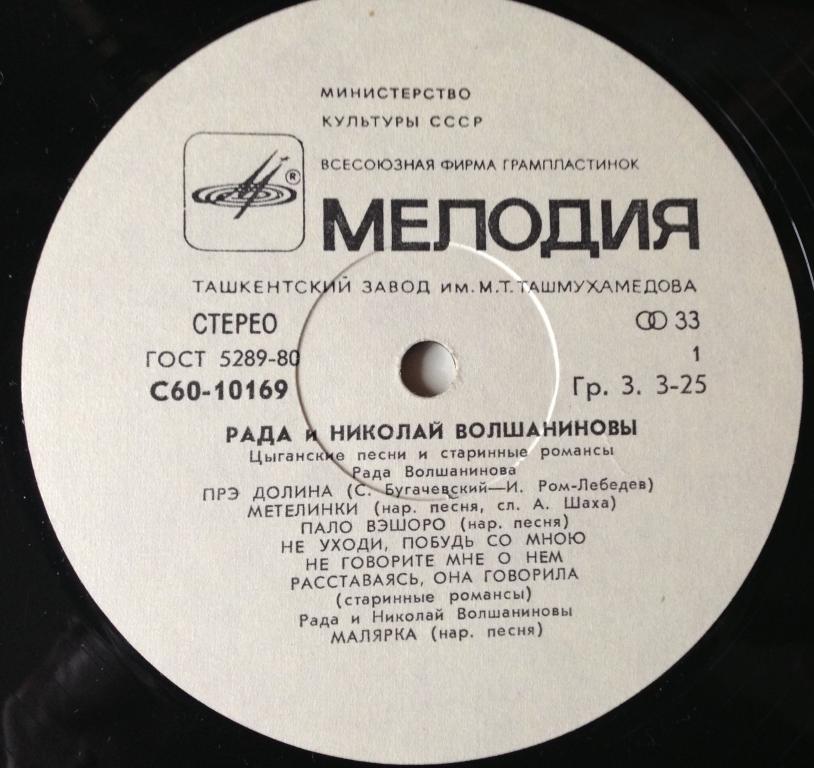 МИНИСТЕРСТВО
КУЛЬТУРЫ СССР
ВСЕСОЮЗНАЯ ФИРМА ГРАМПЛАСТИНОК
®
МЕЛОДИЯ
ТАШКЕНТСКИЙ ЗАВОД ИМ. М.Т. ТАШМУХАМЕДОВА
СТЕРЕО 33
ГОСТ 5289-80 1
С60-10169 Гр. 3. 3-25
РАДА и НИКОЛАЙ ВОЛШАНИНОВЫ
Цыганские песни и старинные романсы
Рада Волшанинова
ПРЭ ДОЛИНА (С. Бугачевский—И. Ром-Лебедев)
МЕТЕЛИНКИ (нар. песня, сл. А. Шаха)
ПАЛО ВЭШОРО (нар. песня)
НЕ УХОДИ, ПОБУДЬ СО МНОЮ
НЕ ГОВОРИТЕ МНЕ О НЕМ
РАССТАВАЯСЬ, ОНА ГОВОРИЛА
(старинные романсы)
Рада и Николай Волшаниновы
МАЛЯРКА (нар. песня)